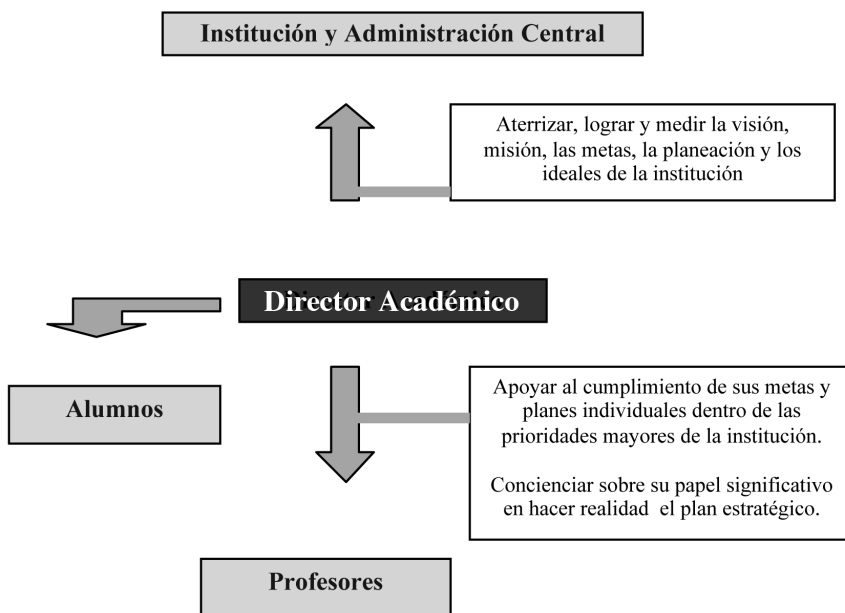 Institución y Administración Central
Aterrizar, lograr y medir la visión,
misión, las metas, la planeación y los
ideales de la institución
Director Académico
Alumnos
Apoyar al cumplimiento de sus metas y
planes individuales dentro de las
prioridades mayores de la institución.
Concienciar sobre su papel significativo
en hacer realidad el plan estratégico.
Profesores